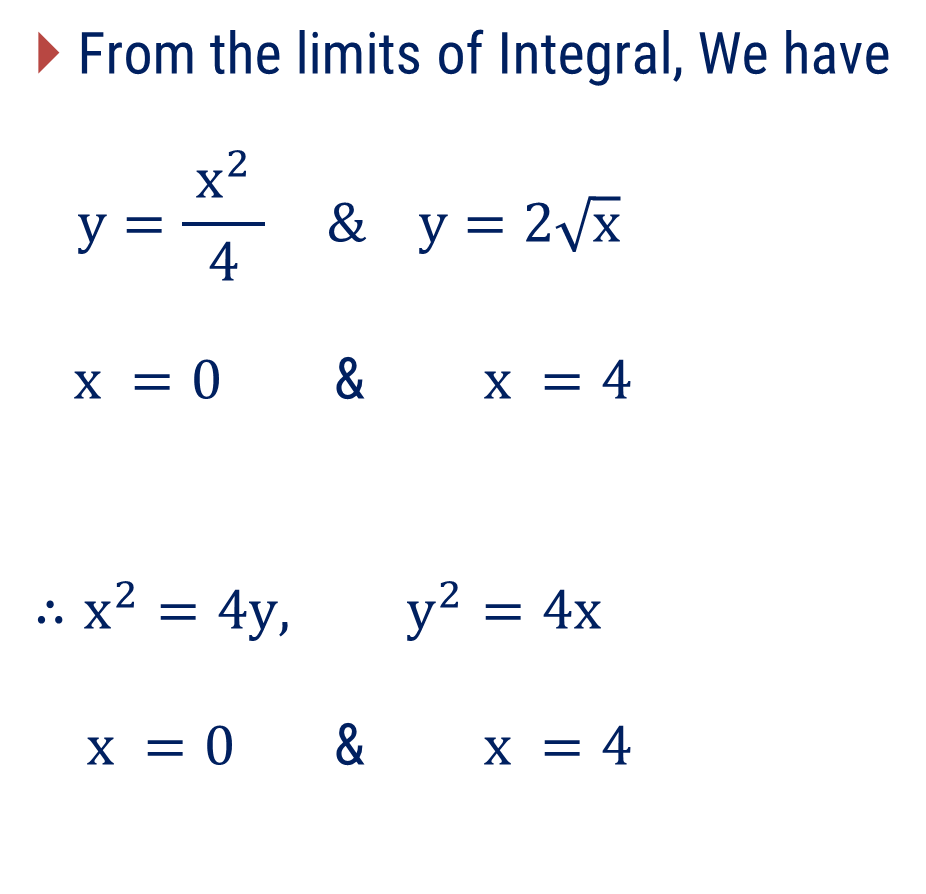 ▶ From the limits of Integral, We have
y = x²/4 & y = 2√x
x = 0 & x = 4
∴ x² = 4y, y² = 4x
x = 0 & x = 4